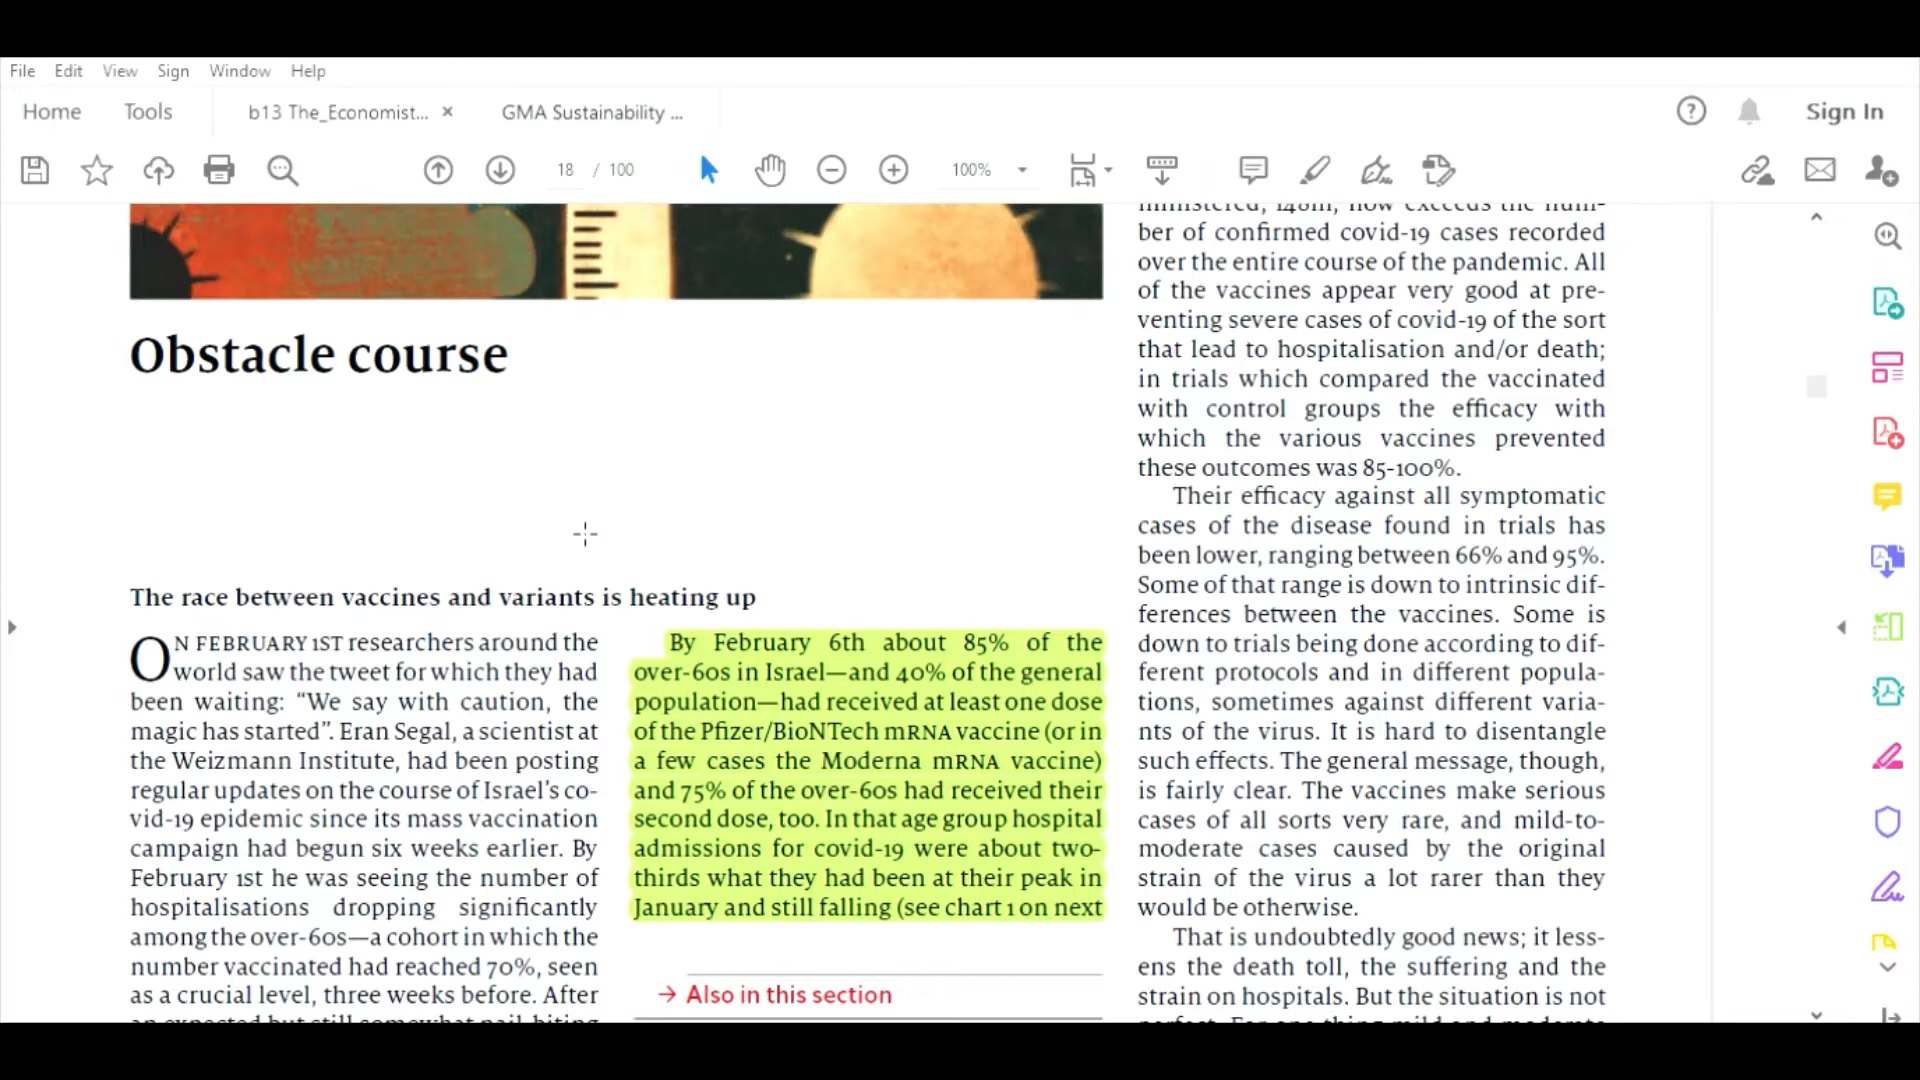 File Edit View Sign Window Help
Home Tools b13 The_Economist... × GMA Sustainability ... Sign In
18 / 100 100%
Obstacle course
The race between vaccines and variants is heating up
ON FEBRUARY 1ST researchers around the
world saw the tweet for which they had
been waiting: “We say with caution, the
magic has started”. Eran Segal, a scientist at
the Weizmann Institute, had been posting
regular updates on the course of Israel’s co-
vid-19 epidemic since its mass vaccination
campaign had begun six weeks earlier. By
February 1st he was seeing the number of
hospitalisations dropping significantly
among the over-60s—a cohort in which the
number vaccinated had reached 70%, seen
as a crucial level, three weeks before. After
an expected but still somewhat nail-biting
By February 6th about 85% of the
over-60s in Israel—and 40% of the general
population—had received at least one dose
of the Pfizer/BioNTech mRNA vaccine (or in
a few cases the Moderna mRNA vaccine)
and 75% of the over-60s had received their
second dose, too. In that age group hospital
admissions for covid-19 were about two-
thirds what they had been at their peak in
January and still falling (see chart 1 on next
→ Also in this section
ministered, 148m, now exceeds the num-
ber of confirmed covid-19 cases recorded
over the entire course of the pandemic. All
of the vaccines appear very good at pre-
venting severe cases of covid-19 of the sort
that lead to hospitalisation and/or death;
in trials which compared the vaccinated
with control groups the efficacy with
which the various vaccines prevented
these outcomes was 85-100%.
Their efficacy against all symptomatic
cases of the disease found in trials has
been lower, ranging between 66% and 95%.
Some of that range is down to intrinsic dif-
ferences between the vaccines. Some is
down to trials being done according to dif-
ferent protocols and in different popula-
tions, sometimes against different varia-
nts of the virus. It is hard to disentangle
such effects. The general message, though,
is fairly clear. The vaccines make serious
cases of all sorts very rare, and mild-to-
moderate cases caused by the original
strain of the virus a lot rarer than they
would be otherwise.
That is undoubtedly good news; it less-
ens the death toll, the suffering and the
strain on hospitals. But the situation is not
perfect. For one thing mild and moderate